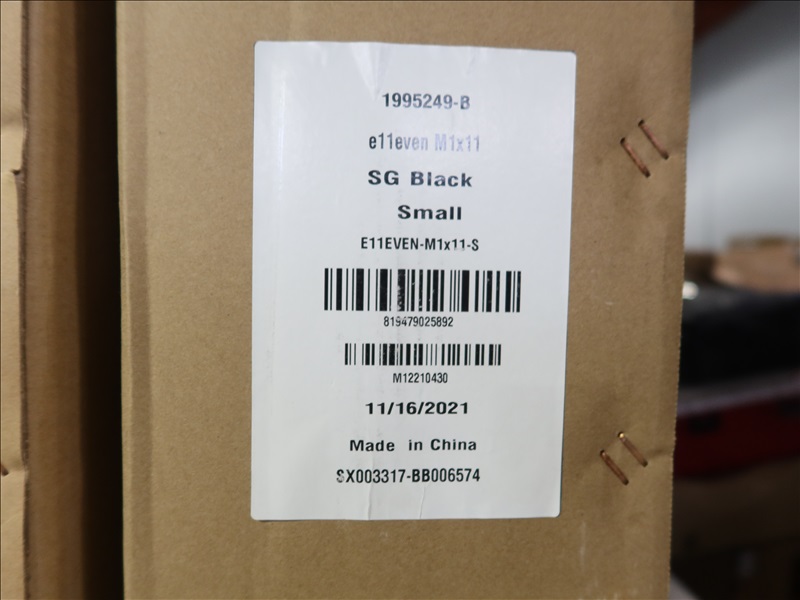 1995249-B
e11even M1x11
SG Black
Small
E11EVEN-M1x11-S
819479025892
M12210430
11/16/2021
Made in China
SX003317-BB006574